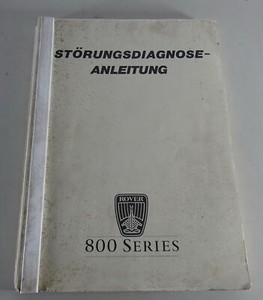 STÖRUNGSDIAGNOSE-
ANLEITUNG
ROVER
800 SERIES